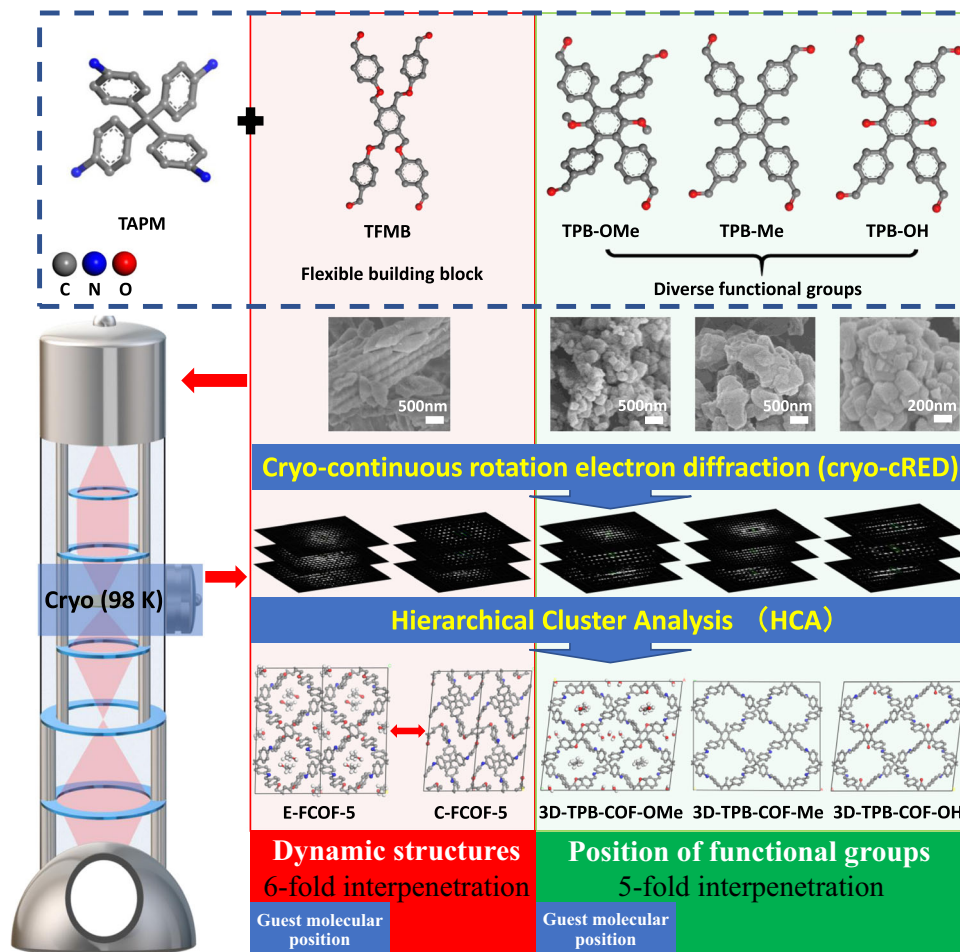 TAPM
C N O
TFMB
Flexible building block
TPB-OMe TPB-Me TPB-OH
Diverse functional groups
500nm 500nm 500nm 200nm
Cryo-continuous rotation electron diffraction (cryo-cRED)
Cryo (98 K)
Hierarchical Cluster Analysis （HCA）
E-FCOF-5 C-FCOF-5 3D-TPB-COF-OMe 3D-TPB-COF-Me 3D-TPB-COF-OH
Dynamic structures
6-fold interpenetration
Guest molecular
position
Position of functional groups
5-fold interpenetration
Guest molecular
position